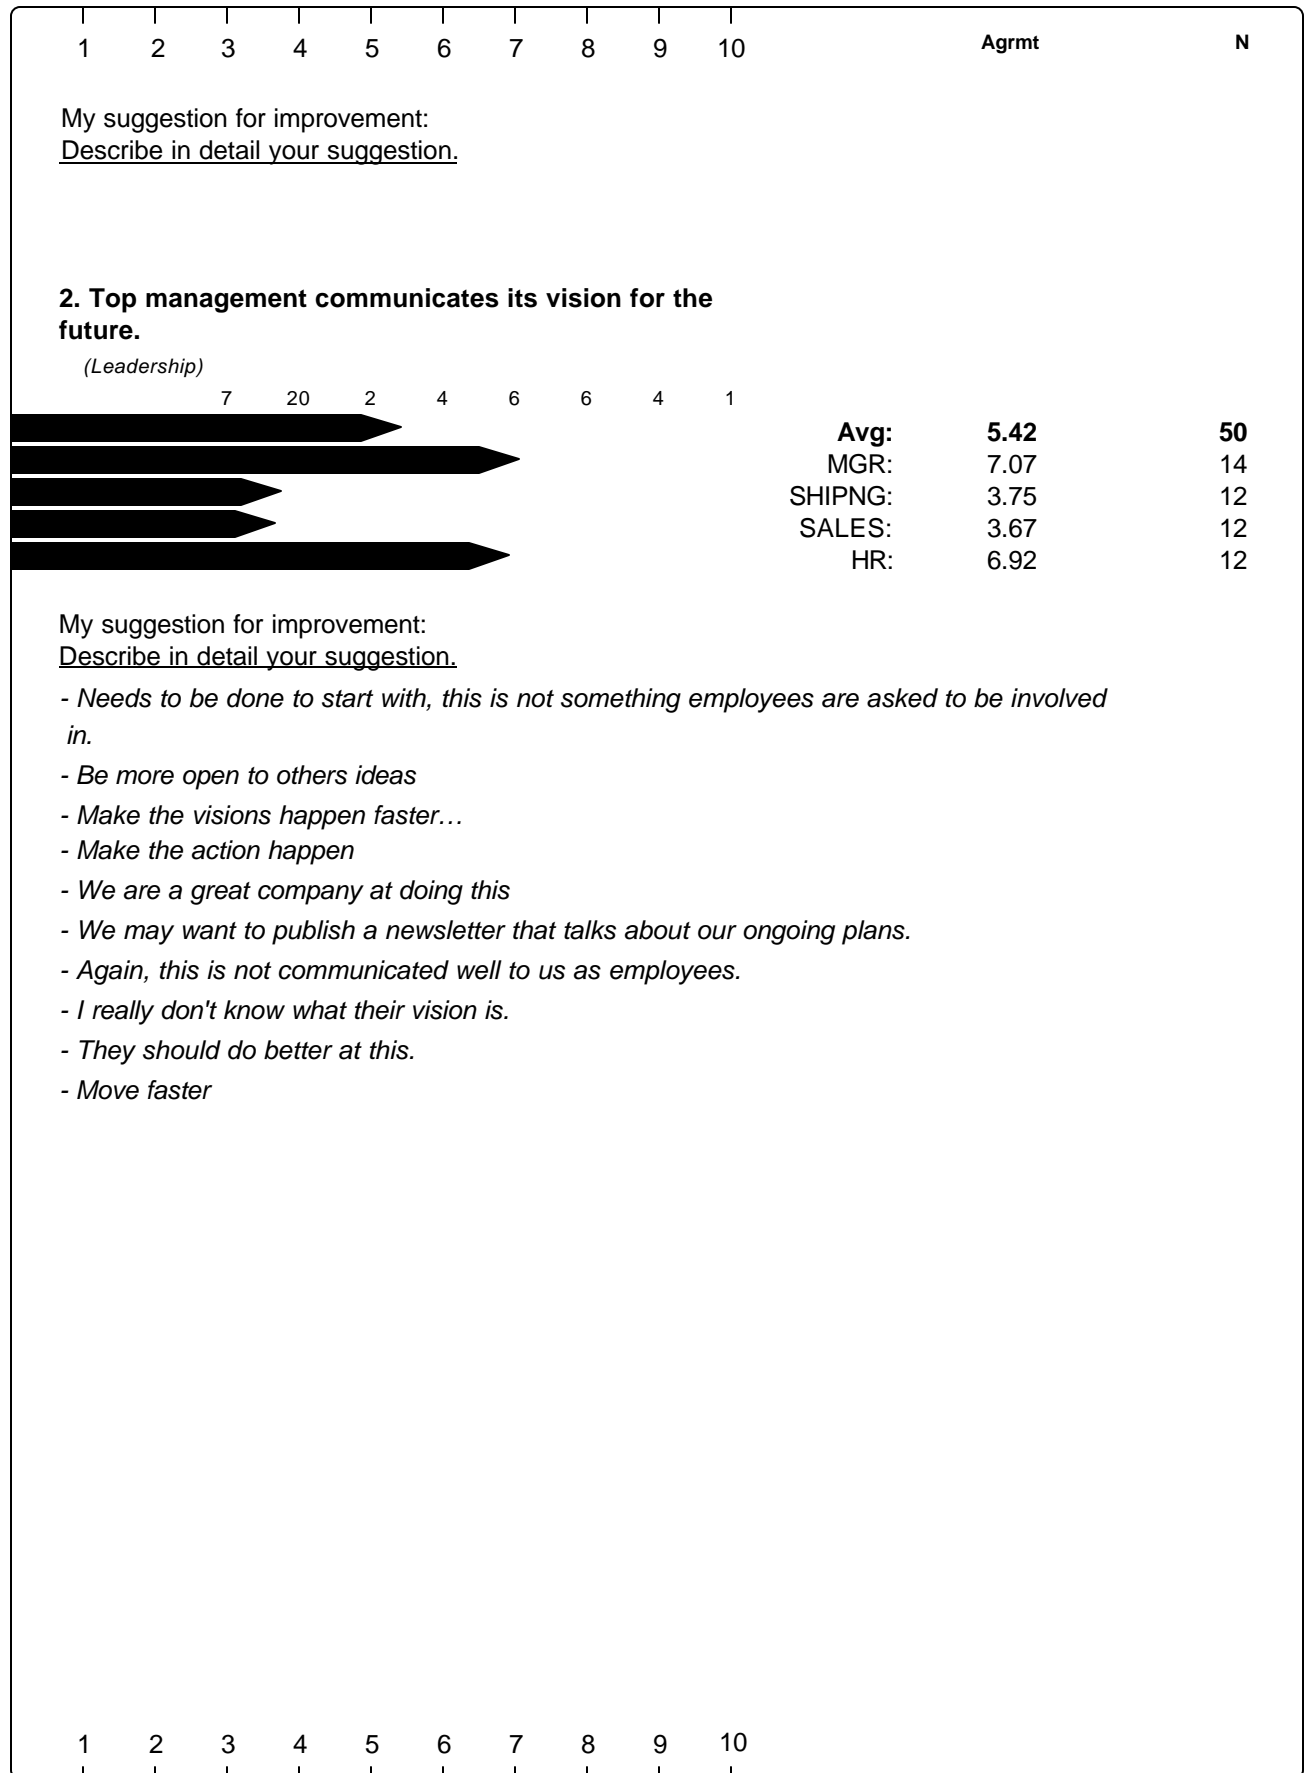 1 2 3 4 5 6 7 8 9 10 Agrmt N
My suggestion for improvement:
Describe in detail your suggestion.
2. Top management communicates its vision for the
future.
(Leadership)
7 20 2 4 6 6 4 1
Avg: 5.42 50
MGR: 7.07 14
SHIPNG: 3.75 12
SALES: 3.67 12
HR: 6.92 12
My suggestion for improvement:
Describe in detail your suggestion.
- Needs to be done to start with, this is not something employees are asked to be involved
in.
- Be more open to others ideas
- Make the visions happen faster…
- Make the action happen
- We are a great company at doing this
- We may want to publish a newsletter that talks about our ongoing plans.
- Again, this is not communicated well to us as employees.
- I really don't know what their vision is.
- They should do better at this.
- Move faster
1 2 3 4 5 6 7 8 9 10